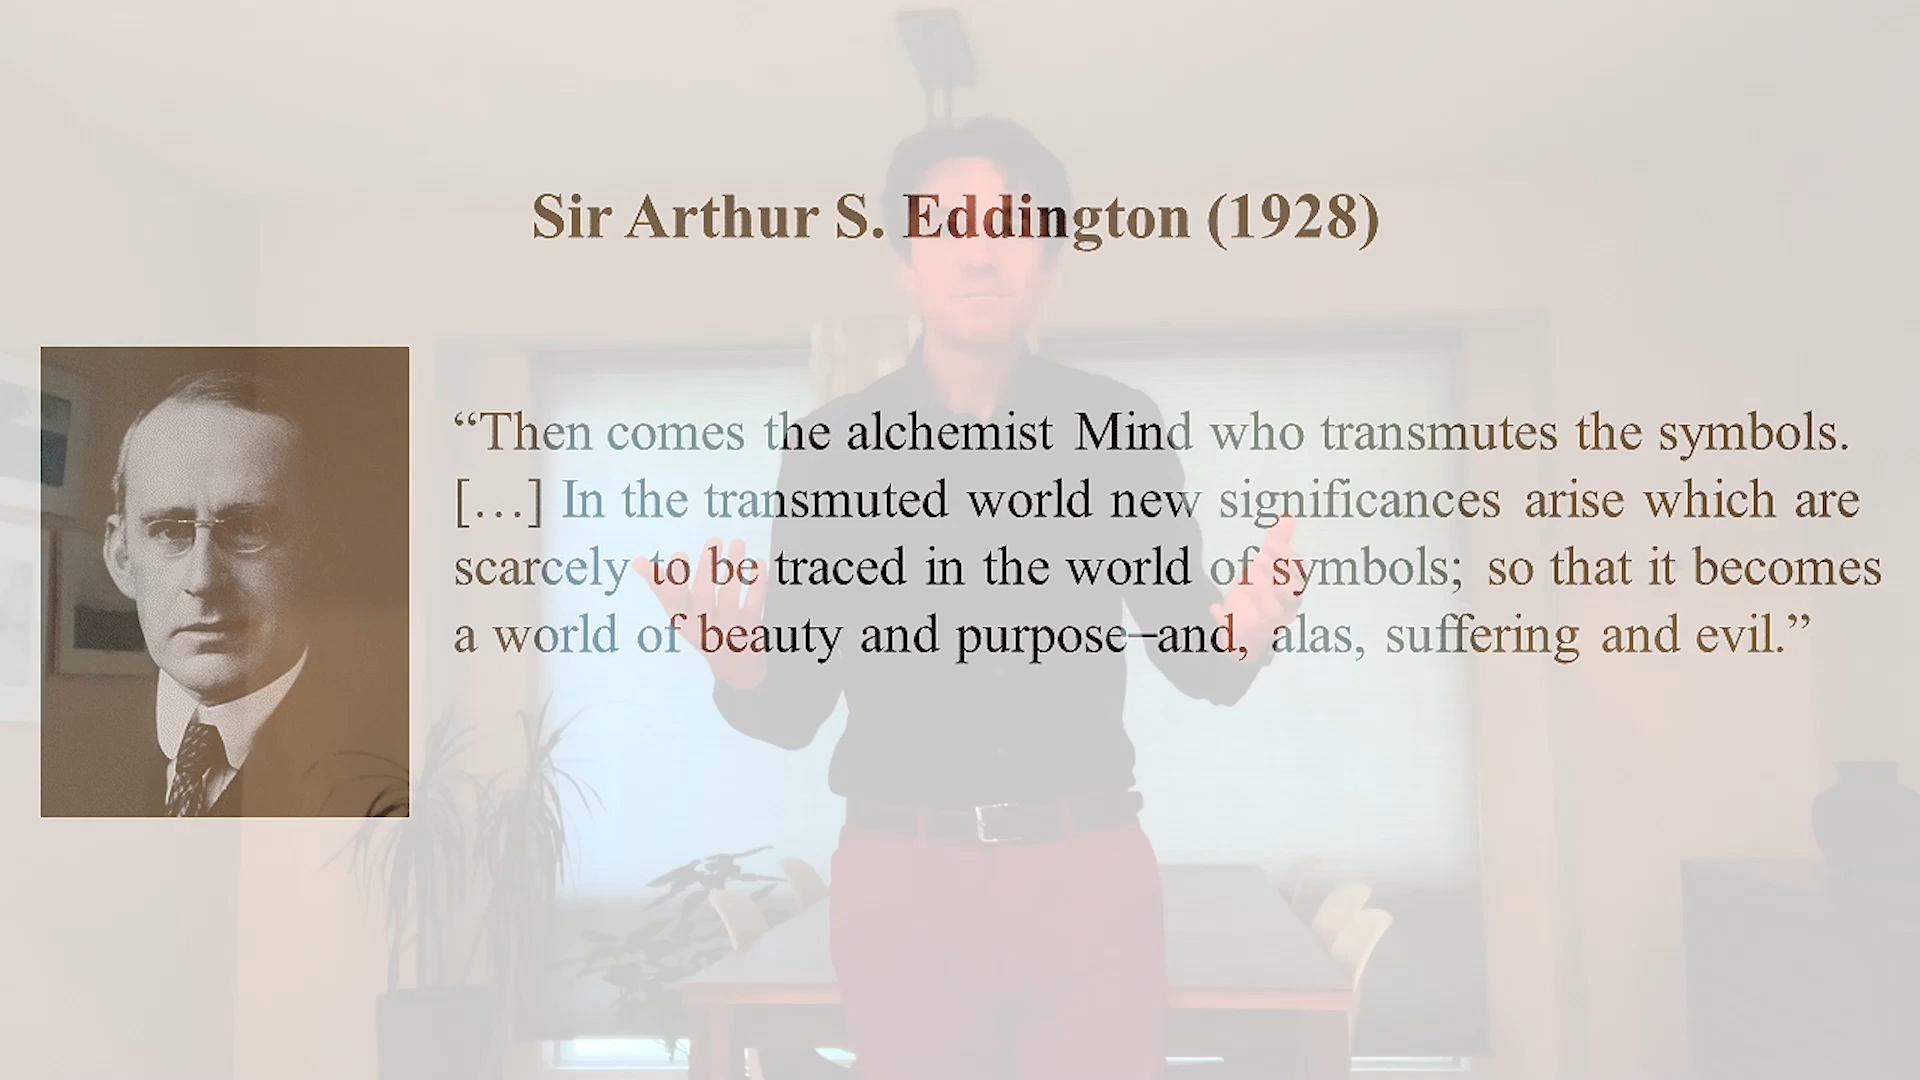 Sir Arthur S. Eddington (1928)
“Then comes the alchemist Mind who transmutes the symbols.
[…] In the transmuted world new significances arise which are
scarcely to be traced in the world of symbols; so that it becomes
a world of beauty and purpose–and, alas, suffering and evil.”